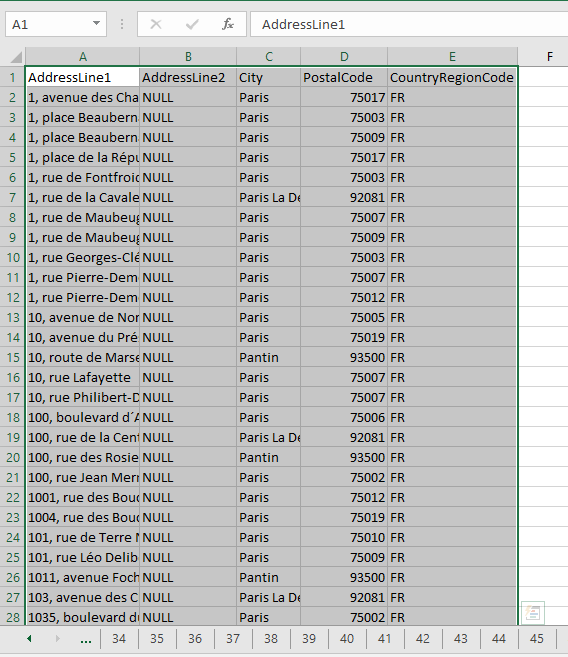 A1 fx AddressLine1
A B C D E F
1 AddressLine1 AddressLine2 City PostalCode CountryRegionCode
2 1, avenue des Cha NULL Paris 75017 FR
3 1, place Beaubern NULL Paris 75003 FR
4 1, place Beaubern NULL Paris 75009 FR
5 1, place de la Répu NULL Paris 75017 FR
6 1, rue de Fontfroid NULL Paris 75003 FR
7 1, rue de la Cavale NULL Paris La De 92081 FR
8 1, rue de Maubeug NULL Paris 75007 FR
9 1, rue de Maubeug NULL Paris 75009 FR
10 1, rue Georges-Clé NULL Paris 75003 FR
11 1, rue Pierre-Dem NULL Paris 75007 FR
12 1, rue Pierre-Dem NULL Paris 75012 FR
13 10, avenue de Nor NULL Paris 75005 FR
14 10, avenue du Pré NULL Paris 75019 FR
15 10, route de Marse NULL Pantin 93500 FR
16 10, rue Lafayette NULL Paris 75007 FR
17 10, rue Philibert-D NULL Paris 75007 FR
18 100, boulevard d´A NULL Paris 75006 FR
19 100, rue de la Cent NULL Paris La De 92081 FR
20 100, rue des Rosie NULL Pantin 93500 FR
21 100, rue Jean Merm NULL Paris 75002 FR
22 1001, rue des Bouc NULL Paris 75012 FR
23 1004, rue des Bouc NULL Paris 75019 FR
24 101, rue de Terre N NULL Paris 75010 FR
25 101, rue Léo Delib NULL Paris 75009 FR
26 1011, avenue Foch NULL Pantin 93500 FR
27 103, avenue des C NULL Paris La De 92081 FR
28 1035, boulevard du NULL Paris 75002 FR
... 34 35 36 37 38 39 40 41 42 43 44 45